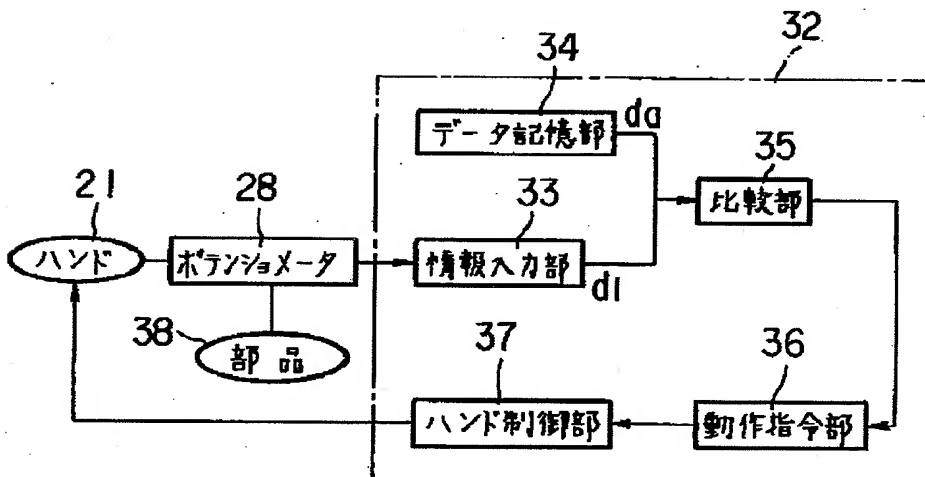 32
34
データ記憶部
da
35
比較部
21
28
33
ハンド
ポテンショメータ
情報入力部
d1
38
部品
37
36
ハンド制御部
動作指令部